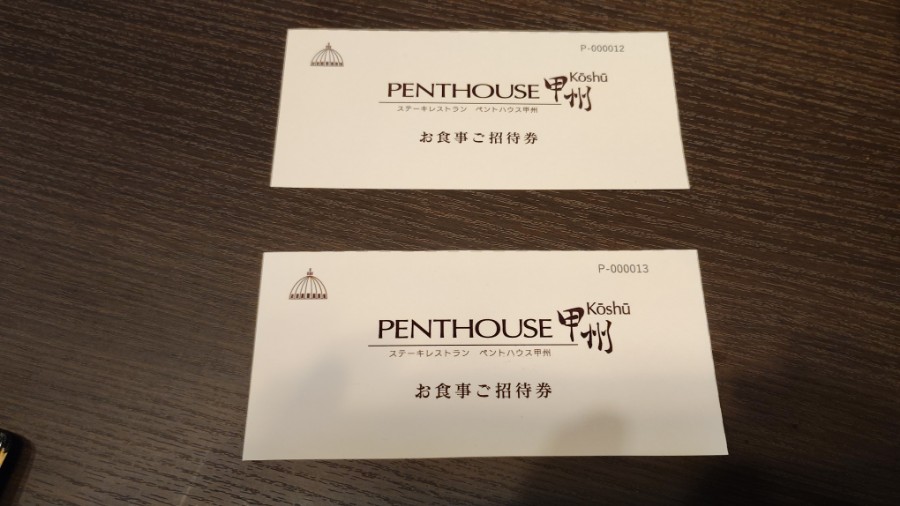 P-000012
PENTHOUSE 甲州 Kōshū
ステーキレストラン ペントハウス甲州
お食事ご招待券
P-000013
PENTHOUSE 甲州 Kōshū
ステーキレストラン ペントハウス甲州
お食事ご招待券